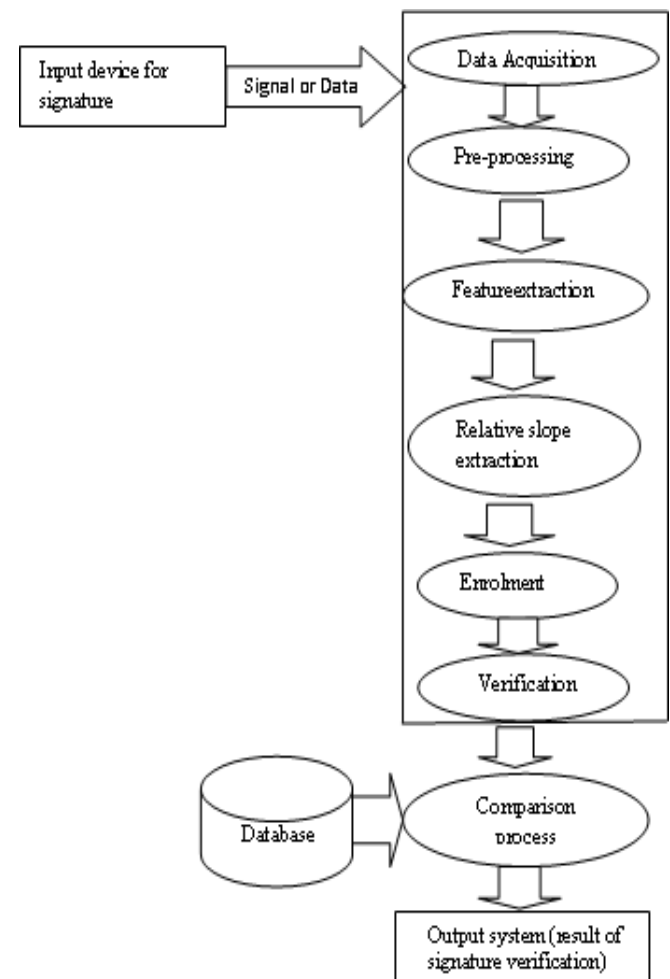 Input device for
signature
Signal or Data
Data Acquisition
Pre-processing
Featureextraction
Relative slope
extraction
Enrolment
Verification
Database
Comparison
process
Output system (result of
signature verification)